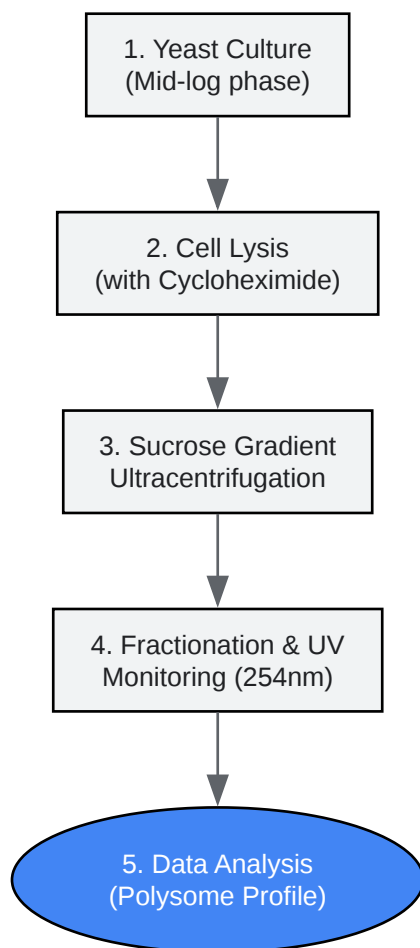 1. Yeast Culture
(Mid-log phase)
2. Cell Lysis
(with Cycloheximide)
3. Sucrose Gradient
Ultracentrifugation
4. Fractionation & UV
Monitoring (254nm)
5. Data Analysis
(Polysome Profile)